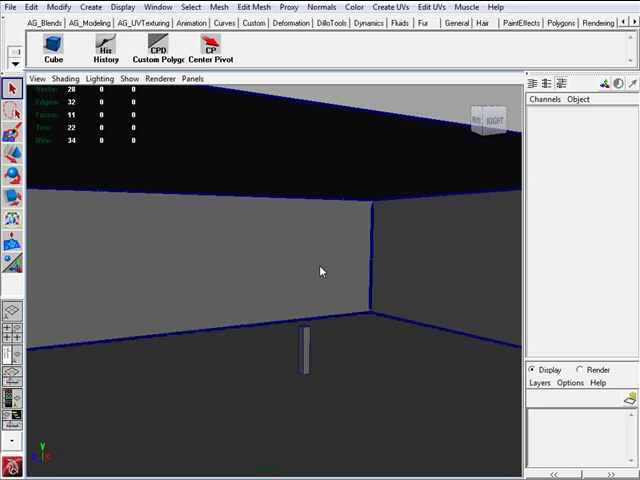 File Edit Modify Create Display Window Select Mesh Edit Mesh Proxy Normals Color Create UVs Edit UVs Muscle Help
AG_Blends AG_Modeling AG_UVTexturing Animation Curves Custom Deformation DilloTools Dynamics Fluids Fur General Hair PaintEffects Polygons Rendering
His CPD CP
Cube History Custom Polygc Center Pivot
View Shading Lighting Show Renderer Panels
Verts: 28 0 0
Edges: 32 0 0
Faces: 11 0 0
Tris: 22 0 0
UVs: 34 0 0
RIGHT
Channels Object
Display Render
Layers Options Help
y
x
<< >>